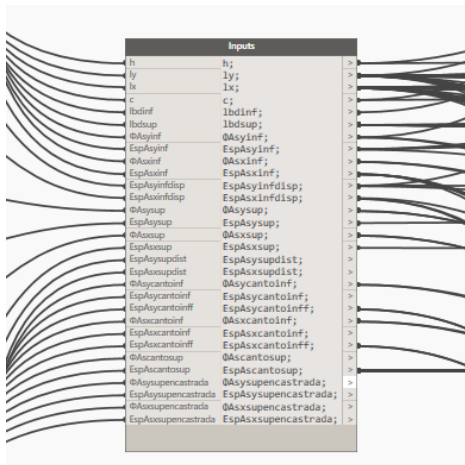 Inputs
h h; >
ly ly; >
lx lx; >
c c; >
lbdinf lbdinf; >
lbdsup lbdsup; >
ΦAsyinf ΦAsyinf; >
EspAsyinf EspAsyinf; >
ΦAsxinf ΦAsxinf; >
EspAsxinf EspAsxinf; >
EspAsyinfdisp EspAsyinfdisp; >
EspAsxinfdisp EspAsxinfdisp; >
ΦAsysup ΦAsysup; >
EspAsysup EspAsysup; >
ΦAsxsup ΦAsxsup; >
EspAsxsup EspAsxsup; >
EspAsysupdist EspAsysupdist; >
EspAsxsupdist EspAsxsupdist; >
ΦAsycantoinf ΦAsycantoinf; >
EspAsycantoinf EspAsycantoinf; >
EspAsycantoinff EspAsycantoinff; >
ΦAsxcantoinf ΦAsxcantoinf; >
EspAsxcantoinf EspAsxcantoinf; >
EspAsxcantoinff EspAsxcantoinff; >
ΦAscantosup ΦAscantosup; >
EspAscantosup EspAscantosup; >
ΦAsysupencastrada ΦAsysupencastrada; >
EspAsysupencastrada EspAsysupencastrada; >
ΦAsxsupencastrada ΦAsxsupencastrada; >
EspAsxsupencastrada EspAsxsupencastrada; >